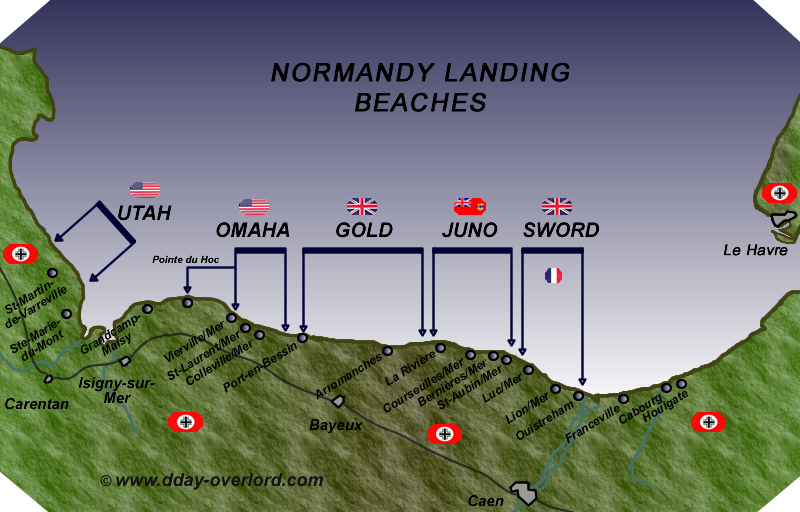 NORMANDY LANDING
BEACHES
UTAH
OMAHA
GOLD
JUNO
SWORD
Pointe du Hoc
Le Havre
St-Martin-
de-Varreville
Ste-Marie-
du-Mont
Grandcamp-
Maisy
Vierville/Mer
St-Laurent/Mer
Colleville/Mer
Port-en-Bessin
Arromanches
La Rivière
Courseulles/Mer
Bernières/Mer
St-Aubin/Mer
Luc/Mer
Lion/Mer
Ouistreham
Franceville
Cabourg
Houlgate
Carentan
Isigny-sur-
Mer
Bayeux
Caen
© www.dday-overlord.com